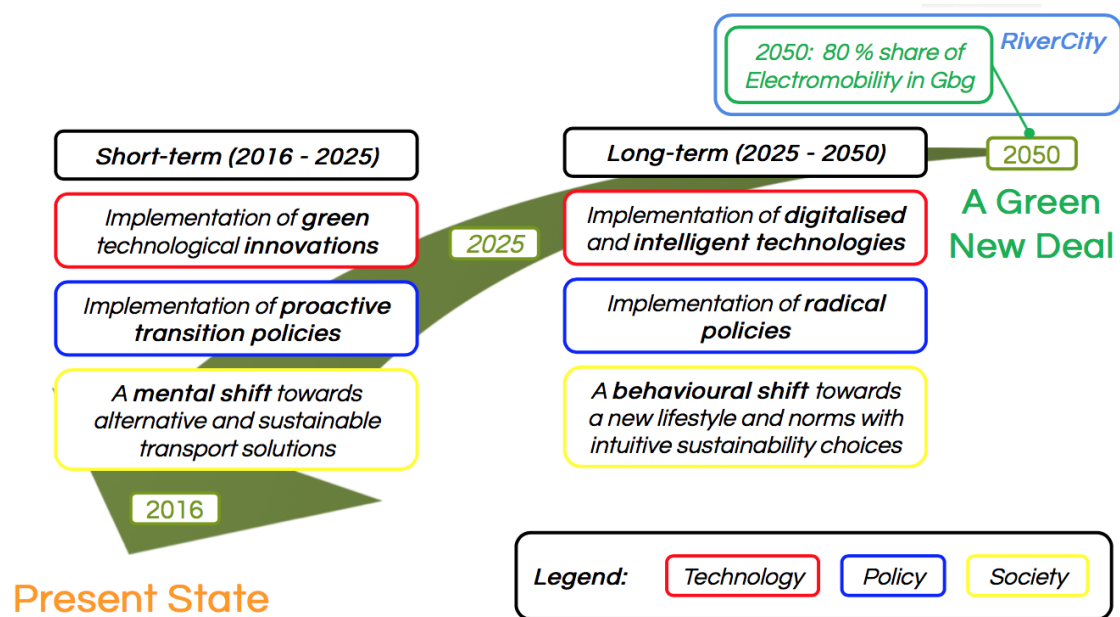 RiverCity
2050: 80 % share of
Electromobility in Gbg
Short-term (2016 - 2025)
Long-term (2025 - 2050)
2050
A Green
New Deal
Implementation of green
technological innovations
2025
Implementation of digitalised
and intelligent technologies
Implementation of proactive
transition policies
Implementation of radical
policies
A mental shift towards
alternative and sustainable
transport solutions
A behavioural shift towards
a new lifestyle and norms with
intuitive sustainability choices
2016
Present State
Legend:
Technology
Policy
Society